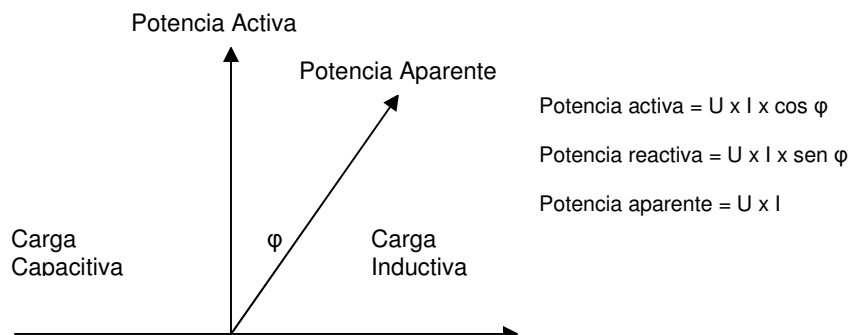 Potencia Activa
Potencia Aparente
Potencia activa = U x I x cos φ
Potencia reactiva = U x I x sen φ
Potencia aparente = U x I
Carga
Capacitiva
φ
Carga
Inductiva